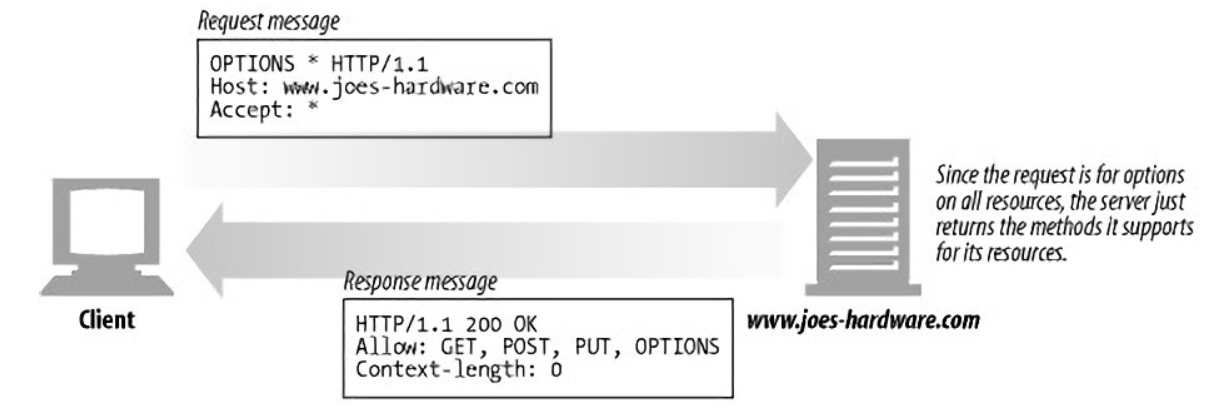 Request message
OPTIONS * HTTP/1.1
Host: www.joes-hardware.com
Accept: *
Since the request is for options
on all resources, the server just
returns the methods it supports
for its resources.
Response message
HTTP/1.1 200 OK
Allow: GET, POST, PUT, OPTIONS
Context-length: 0
Client
www.joes-hardware.com